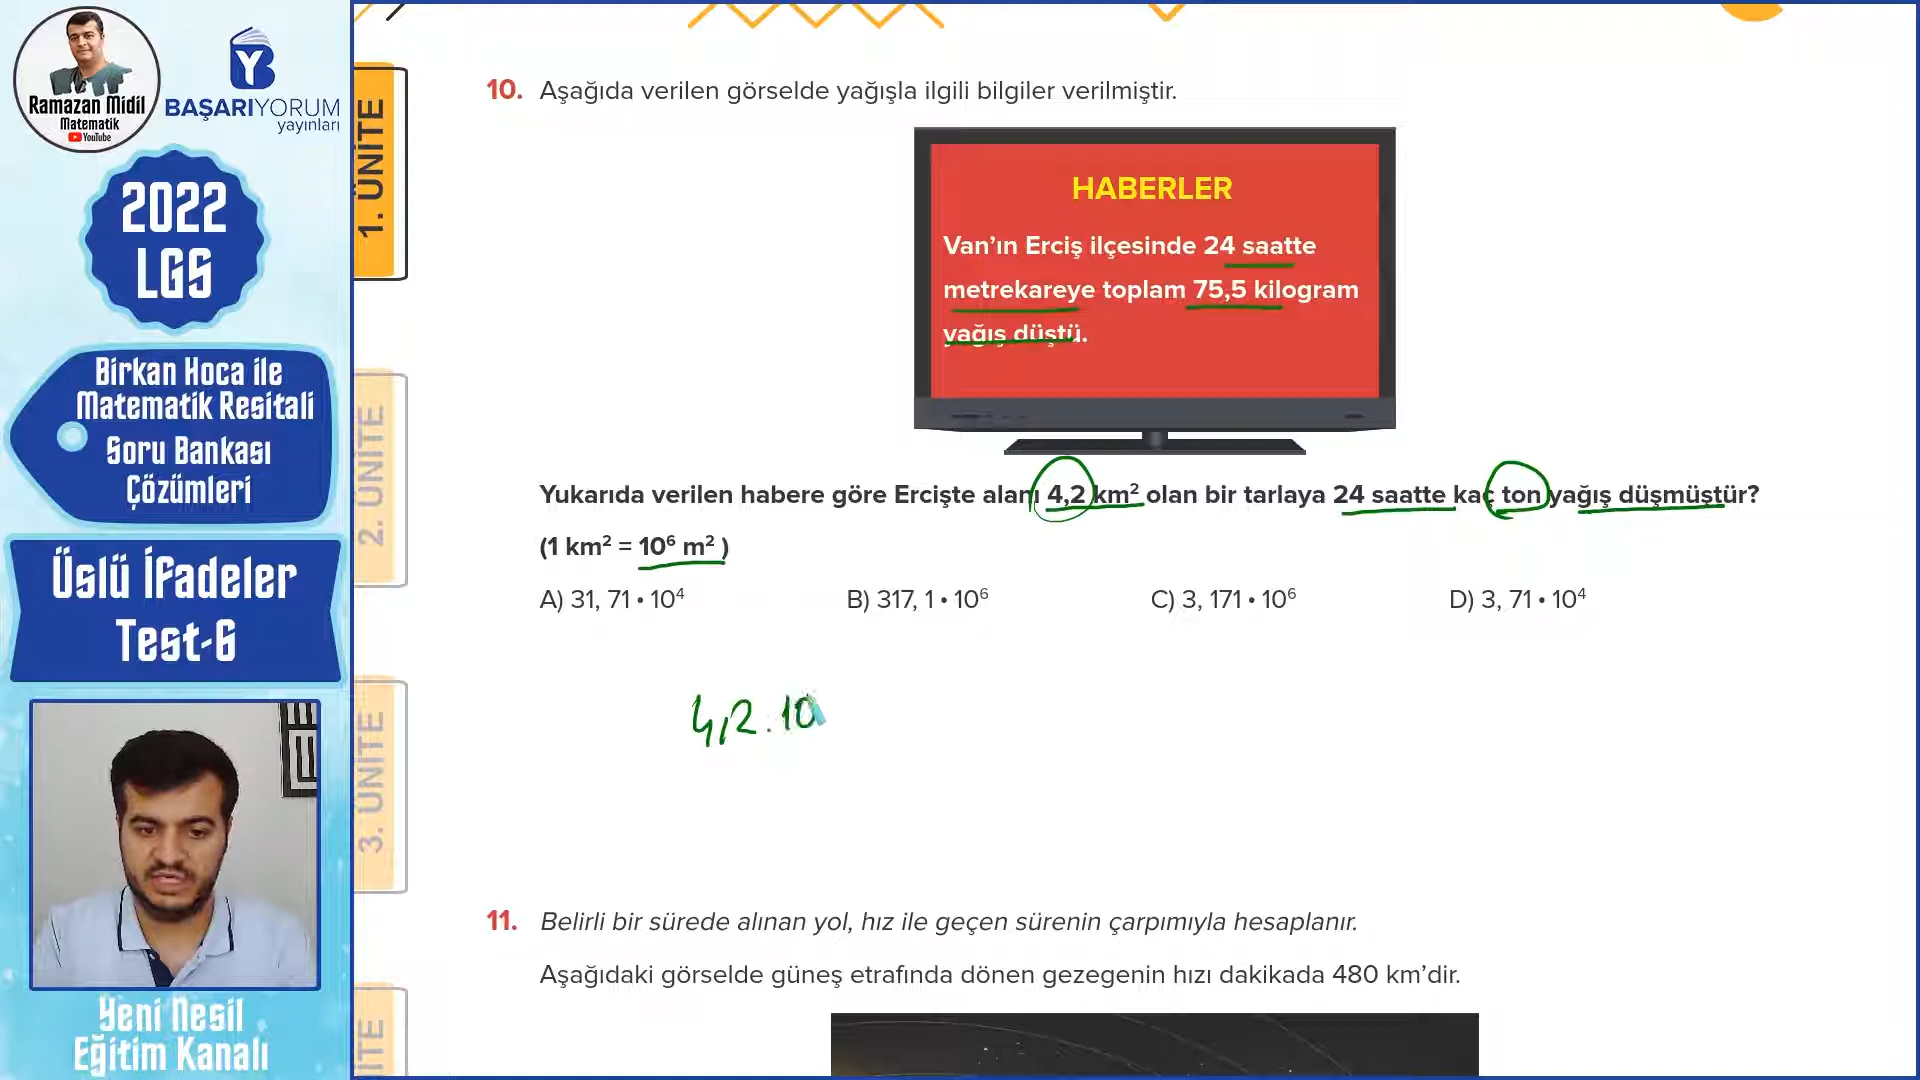 Ramazan Midil
Matematik
YouTube
BAŞARIYORUM
yayınları
2022
LGS
Birkan Hoca ile
Matematik Resitali
Soru Bankası
Çözümleri
Üslü İfadeler
Test-6
Yeni Nesil
Eğitim Kanalı
1. ÜNİTE
2. ÜNİTE
3. ÜNİTE
İTE
10. Aşağıda verilen görselde yağışla ilgili bilgiler verilmiştir.
HABERLER
Van’ın Erciş ilçesinde 24 saatte
metrekareye toplam 75,5 kilogram
yağış düştü.
Yukarıda verilen habere göre Ercişte alanı 4,2 km² olan bir tarlaya 24 saatte kaç ton yağış düşmüştür?
(1 km² = 10⁶ m² )
A) 31, 71 • 10⁴ B) 317, 1 • 10⁶ C) 3, 171 • 10⁶ D) 3, 71 • 10⁴
4,2 . 10
11. Belirli bir sürede alınan yol, hız ile geçen sürenin çarpımıyla hesaplanır.
Aşağıdaki görselde güneş etrafında dönen gezegenin hızı dakikada 480 km’dir.